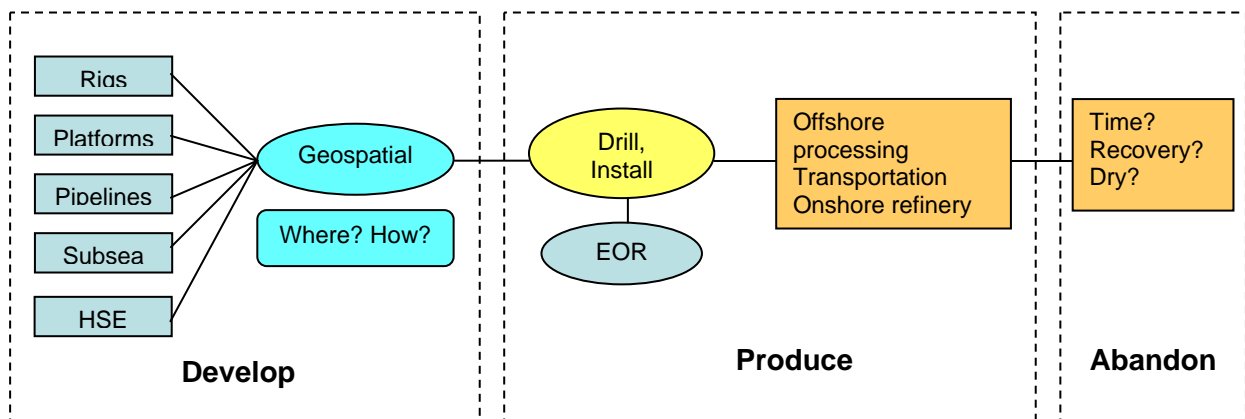 Rigs
Platforms
Pipelines
Subsea
HSE
Geospatial
Where? How?
Develop
Drill,
Install
EOR
Offshore
processing
Transportation
Onshore refinery
Produce
Time?
Recovery?
Dry?
Abandon